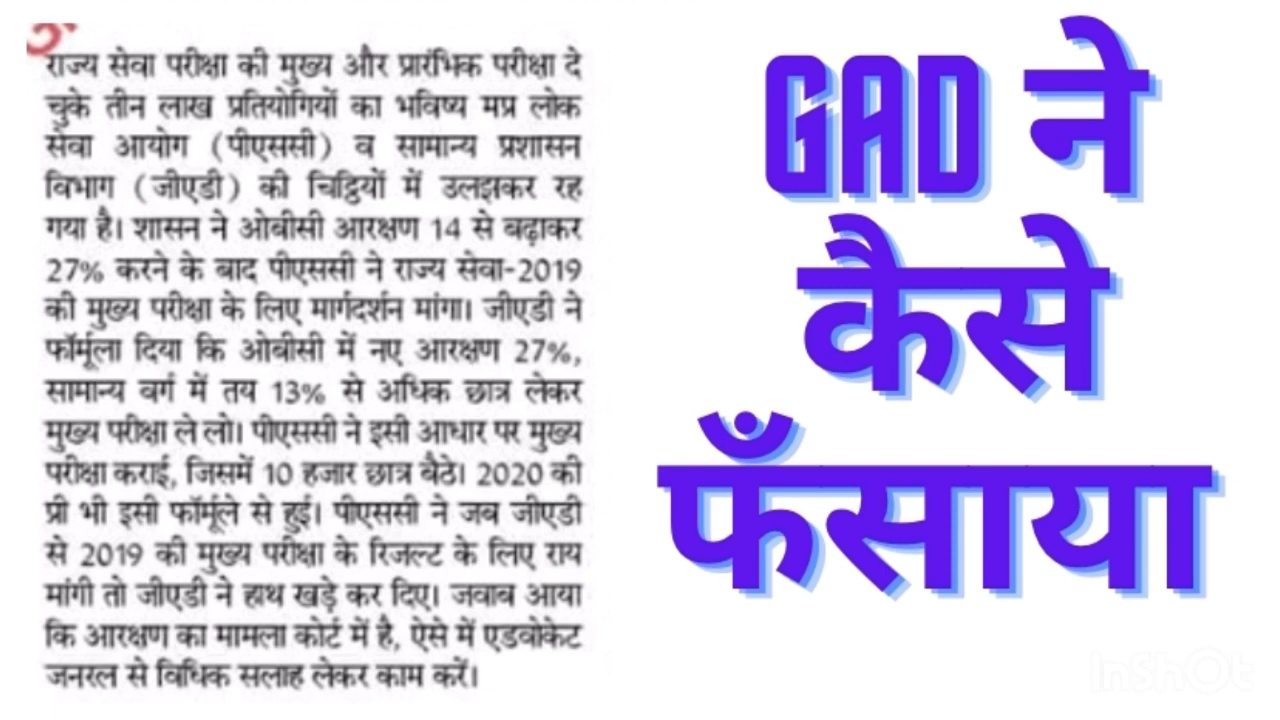 राज्य सेवा परीक्षा की मुख्य और प्रारंभिक परीक्षा दे
चुके तीन लाख प्रतियोगियों का भविष्य मप्र लोक
सेवा आयोग (पीएससी) व सामान्य प्रशासन
विभाग (जीएडी) की चिट्ठियों में उलझकर रह
गया है। शासन ने ओबीसी आरक्षण 14 से बढ़ाकर
27% करने के बाद पीएससी ने राज्य सेवा-2019
की मुख्य परीक्षा के लिए मार्गदर्शन मांगा। जीएडी ने
फॉर्मूला दिया कि ओबीसी में नए आरक्षण 27%,
सामान्य वर्ग में तय 13% से अधिक छात्र लेकर
मुख्य परीक्षा ले लो। पीएससी ने इसी आधार पर मुख्य
परीक्षा कराई, जिसमें 10 हजार छात्र बैठे। 2020 की
प्री भी इसी फॉर्मूले से हुई। पीएससी ने जब जीएडी
से 2019 की मुख्य परीक्षा के रिजल्ट के लिए राय
मांगी तो जीएडी ने हाथ खड़े कर दिए। जवाब आया
कि आरक्षण का मामला कोर्ट में है, ऐसे में एडवोकेट
जनरल से विधिक सलाह लेकर काम करें।
GAD ने
कैसे
फँसाया
InShOt